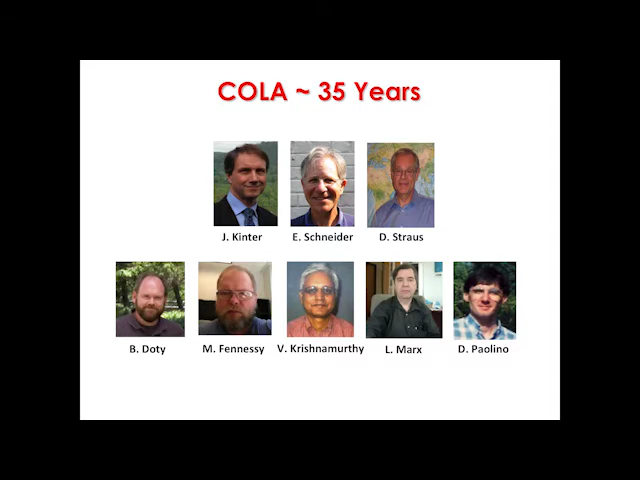 COLA ~ 35 Years
J. Kinter E. Schneider D. Straus
B. Doty M. Fennessy V. Krishnamurthy L. Marx D. Paolino